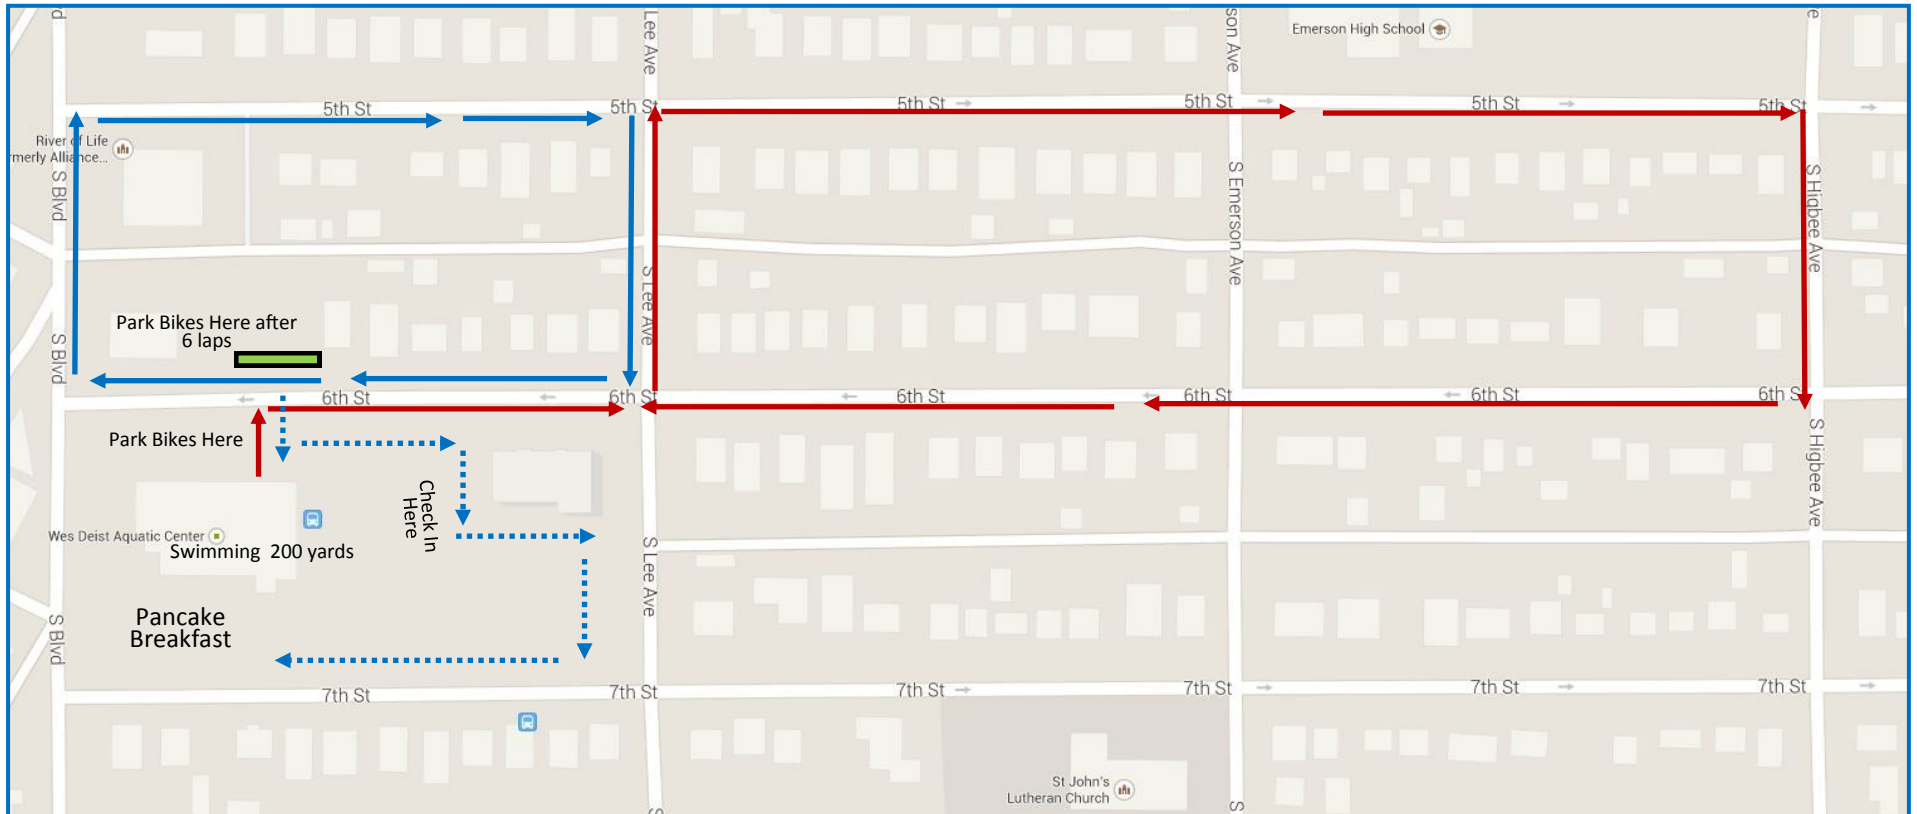 vd
Lee Ave
son Ave
Emerson High School
e
5th St
5th St
5th St
5th St
5th St
5th St
River of Life
rmerly Alliance...
S Blvd
S Emerson Ave
S Higbee Ave
S Lee Ave
Park Bikes Here after
6 laps
S Blvd
6th St
6th St
6th St
6th St
6th St
6th S
Park Bikes Here
Check In
Here
S Higbee Ave
Wes Deist Aquatic Center
Swimming 200 yards
S Lee Ave
Pancake
Breakfast
S Blvd
7th St
7th St
7th St
7th St
7th St
7th St
St John's
Lutheran Church
S
S